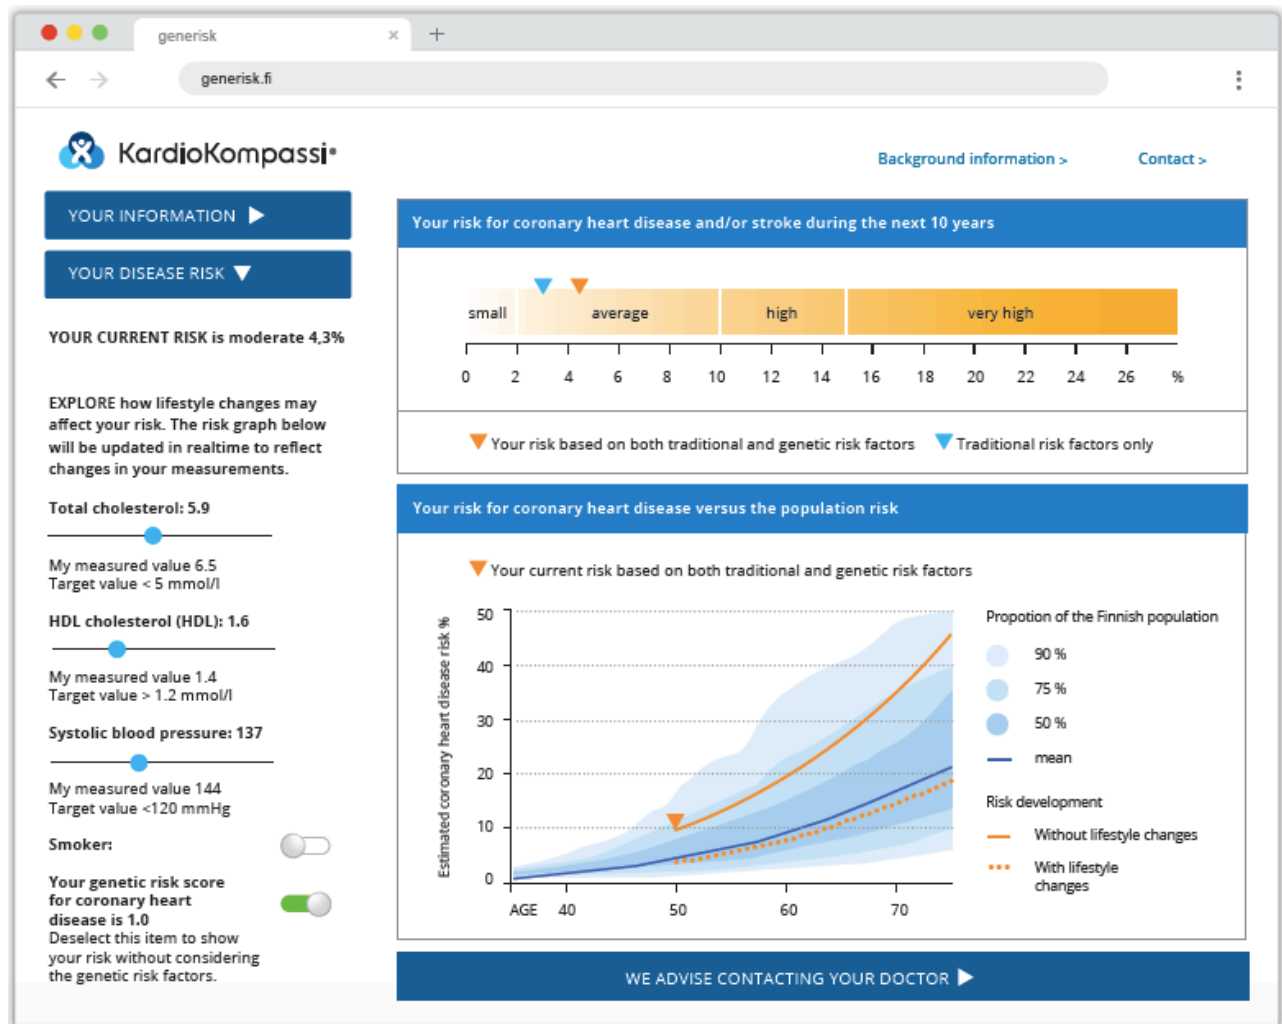 generisk
generisk.fi
KardioKompassi
Background information >
Contact >
YOUR INFORMATION
YOUR DISEASE RISK
YOUR CURRENT RISK is moderate 4,3%
EXPLORE how lifestyle changes may
affect your risk. The risk graph below
will be updated in realtime to reflect
changes in your measurements.
Total cholesterol: 5.9
My measured value 6.5
Target value < 5 mmol/l
HDL cholesterol (HDL): 1.6
My measured value 1.4
Target value > 1.2 mmol/l
Systolic blood pressure: 137
My measured value 144
Target value <120 mmHg
Smoker:
Your genetic risk score
for coronary heart
disease is 1.0
Deselect this item to show
your risk without considering
the genetic risk factors.
Your risk for coronary heart disease and/or stroke during the next 10 years
small average high very high
0 2 4 6 8 10 12 14 16 18 20 22 24 26 %
Your risk based on both traditional and genetic risk factors
Traditional risk factors only
Your risk for coronary heart disease versus the population risk
Your current risk based on both traditional and genetic risk factors
Estimated coronary heart disease risk %
50
40
30
20
10
0
AGE 40 50 60 70
Propotion of the Finnish population
90 %
75 %
50 %
mean
Risk development
Without lifestyle changes
With lifestyle
changes
WE ADVISE CONTACTING YOUR DOCTOR